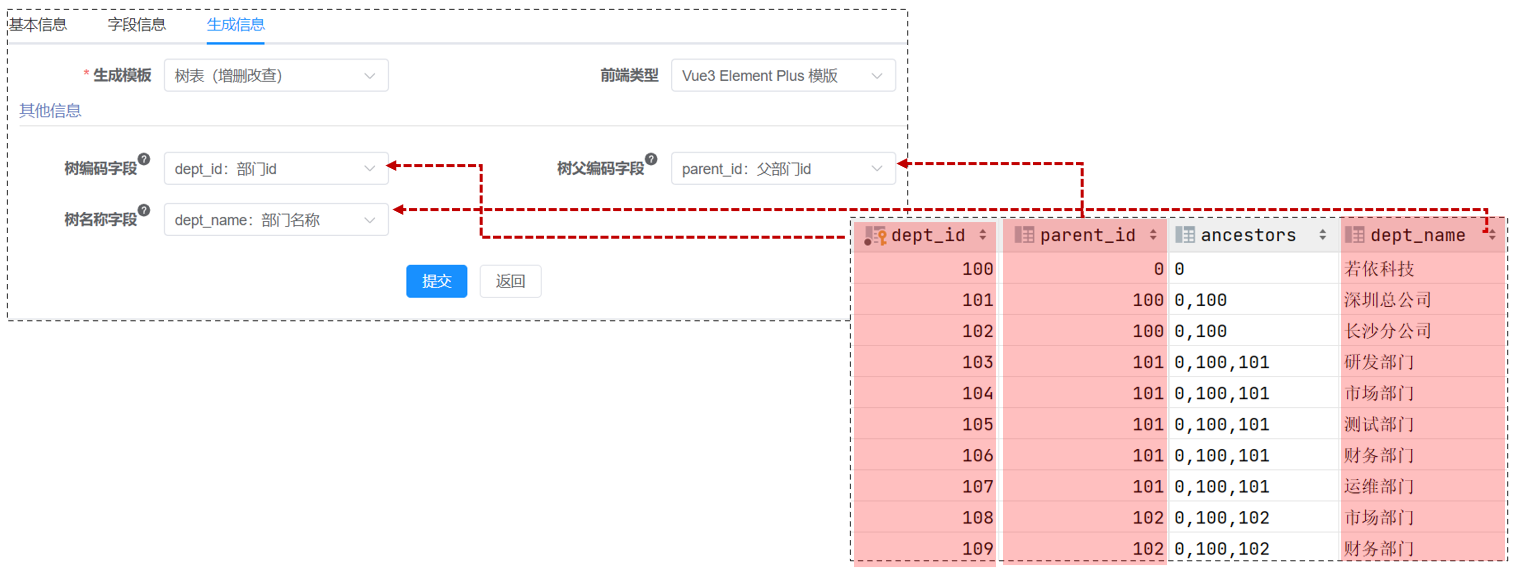 基本信息 字段信息 生成信息
* 生成模板 树表（增删改查） 前端类型 Vue3 Element Plus 模版
其他信息
树编码字段 ? dept_id：部门id 树父编码字段 ? parent_id：父部门id
树名称字段 ? dept_name：部门名称
提交 返回
dept_id parent_id ancestors dept_name
100 0 0 若依科技
101 100 0,100 深圳总公司
102 100 0,100 长沙分公司
103 101 0,100,101 研发部门
104 101 0,100,101 市场部门
105 101 0,100,101 测试部门
106 101 0,100,101 财务部门
107 101 0,100,101 运维部门
108 102 0,100,102 市场部门
109 102 0,100,102 财务部门